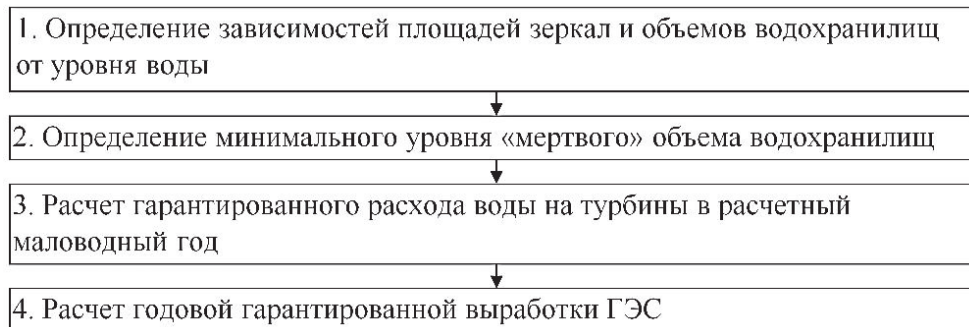 1. Определение зависимостей площадей зеркал и объемов водохранилищ
от уровня воды
2. Определение минимального уровня «мертвого» объема водохранилищ
3. Расчет гарантированного расхода воды на турбины в расчетный
маловодный год
4. Расчет годовой гарантированной выработки ГЭС